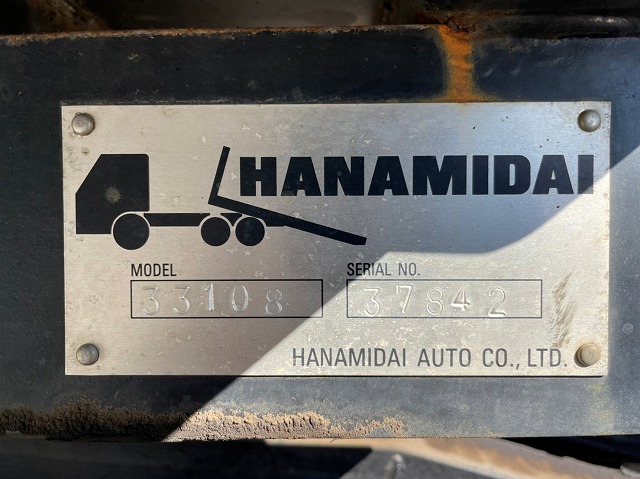 HANAMIDAI
MODEL SERIAL NO.
33108 37842
HANAMIDAI AUTO CO., LTD.